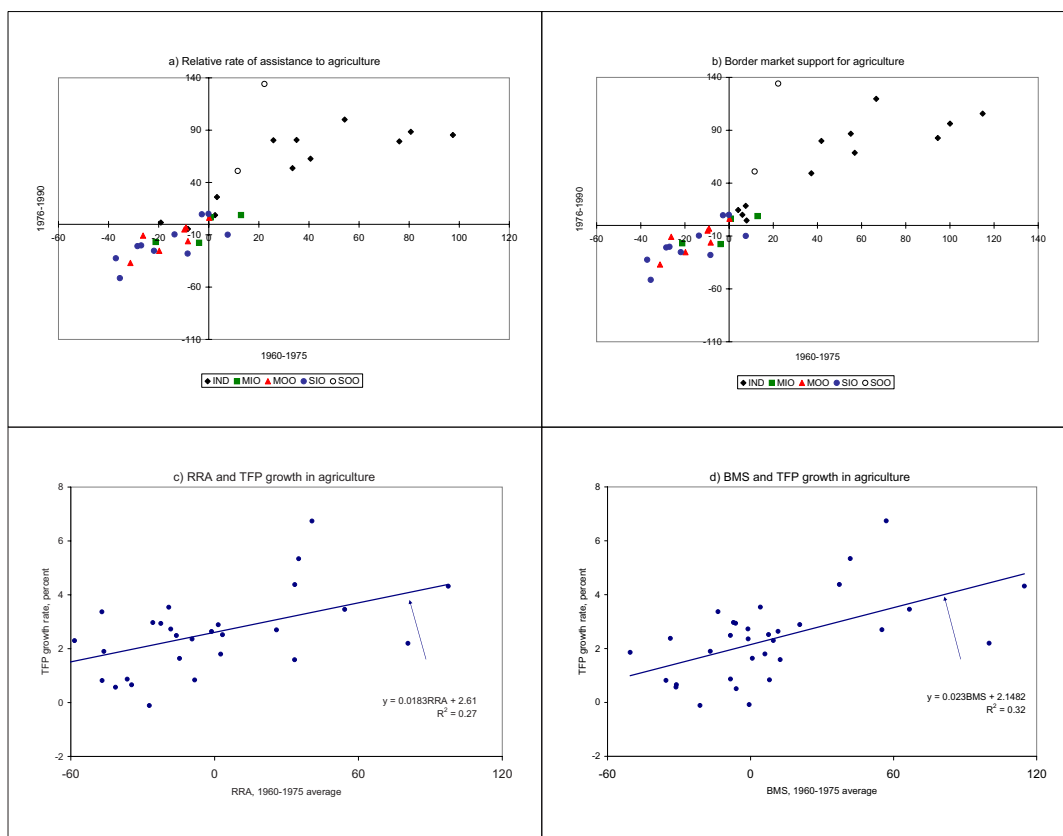 a) Relative rate of assistance to agriculture
140
90
40
-10
-60
-110
-60 -40 -20 0 20 40 60 80 100 120
1976-1990
1960-1975
IND MIO MOO SIO SOO
b) Border market support for agriculture
140
90
40
-10
-60
-110
-60 -40 -20 0 20 40 60 80 100 120 140
1976-1990
1960-1975
IND MIO MOO SIO SOO
c) RRA and TFP growth in agriculture
8
6
4
2
0
-2
TFP growth rate, percent
y = 0.0183RRA + 2.61
R² = 0.27
-60 0 60 120
RRA, 1960-1975 average
d) BMS and TFP growth in agriculture
8
6
4
2
0
-2
TFP growth rate, percent
y = 0.023BMS + 2.1482
R² = 0.32
-60 0 60 120
BMS, 1960-1975 average